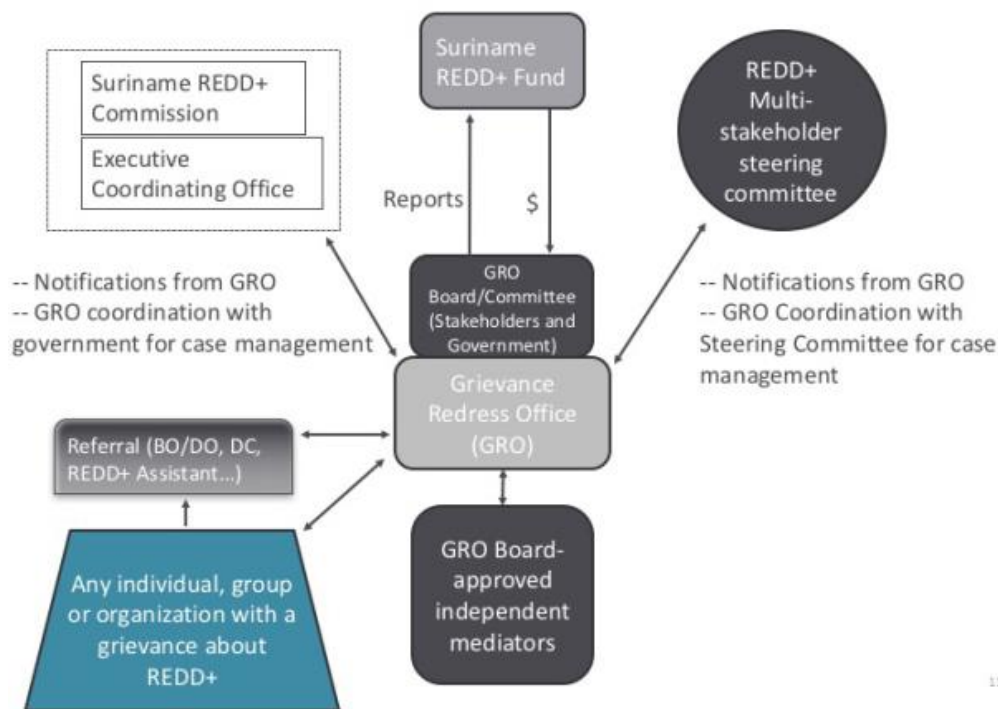 Suriname REDD+
Commission
Executive
Coordinating Office
Suriname
REDD+ Fund
REDD+
Multi-
stakeholder
steering
committee
Reports
$
-- Notifications from GRO
-- GRO coordination with
government for case management
GRO
Board/Committee
(Stakeholders and
Government)
-- Notifications from GRO
-- GRO Coordination with
Steering Committee for case
management
Grievance
Redress Office
(GRO)
Referral (BO/DO, DC,
REDD+ Assistant...)
Any individual, group
or organization with a
grievance about
REDD+
GRO Board-
approved
independent
mediators